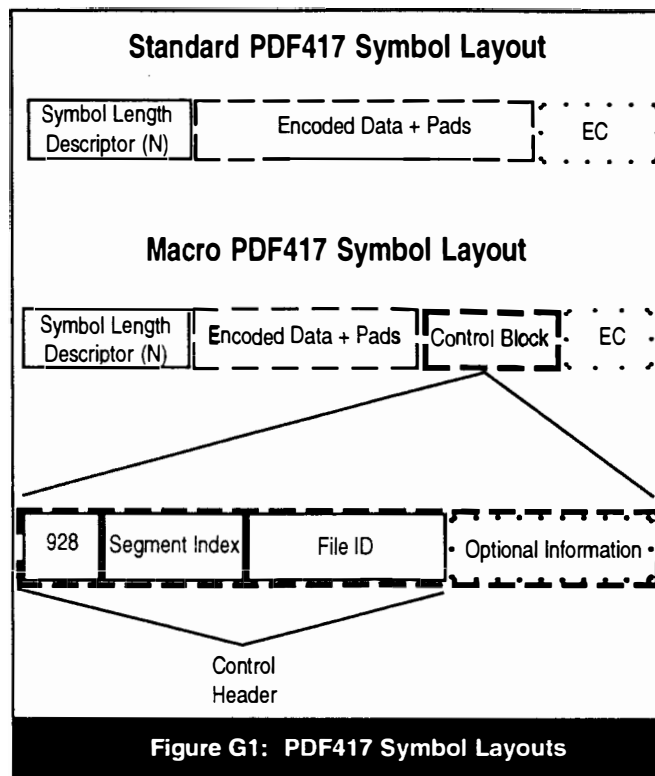 Standard PDF417 Symbol Layout
Symbol Length
Descriptor (N)
Encoded Data + Pads
EC
Macro PDF417 Symbol Layout
Symbol Length
Descriptor (N)
Encoded Data + Pads
Control Block
EC
928
Segment Index
File ID
Optional Information
Control
Header
Figure G1: PDF417 Symbol Layouts